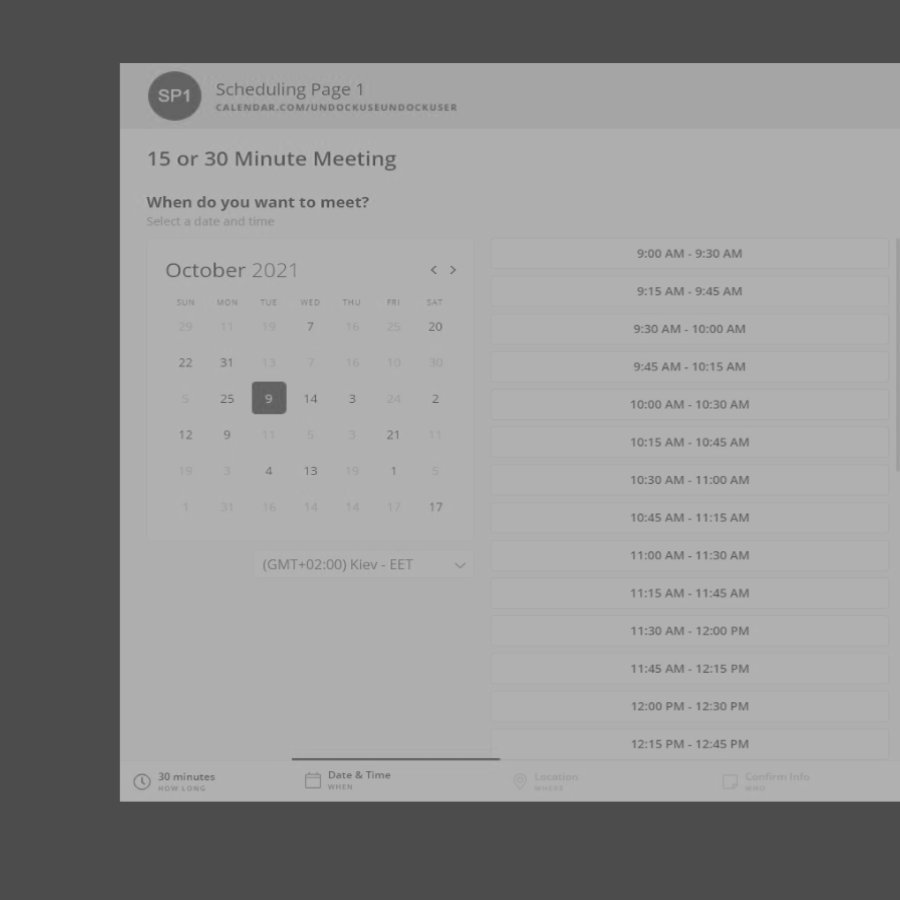 SP1
Scheduling Page 1
CALENDAR.COM/UNDOCKUSEUNDOCKUSER
15 or 30 Minute Meeting
When do you want to meet?
Select a date and time
October 2021 < >
SUN MON TUE WED THU FRI SAT
29 11 19 7 16 25 20
22 31 13 7 16 10 30
5 25 9 14 3 24 2
12 9 11 5 3 21 11
19 3 4 13 19 1 5
1 31 16 14 14 17 17
(GMT+02:00) Kiev - EET
9:00 AM - 9:30 AM
9:15 AM - 9:45 AM
9:30 AM - 10:00 AM
9:45 AM - 10:15 AM
10:00 AM - 10:30 AM
10:15 AM - 10:45 AM
10:30 AM - 11:00 AM
10:45 AM - 11:15 AM
11:00 AM - 11:30 AM
11:15 AM - 11:45 AM
11:30 AM - 12:00 PM
11:45 AM - 12:15 PM
12:00 PM - 12:30 PM
12:15 PM - 12:45 PM
30 minutes
HOW LONG
Date & Time
WHEN
Location
WHERE
Confirm Info
WHO